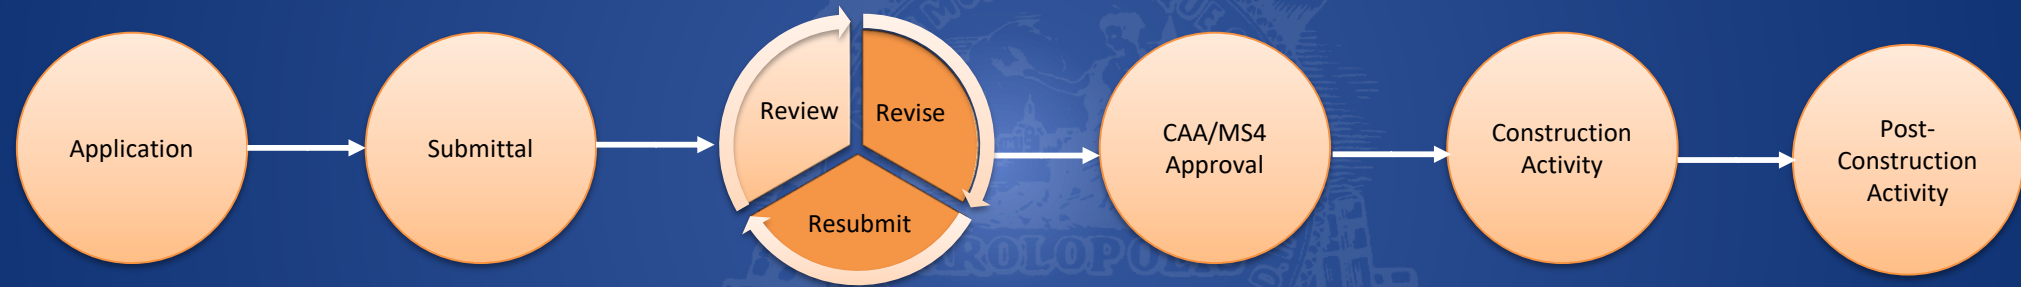 Application
Submittal
Review
Revise
Resubmit
CAA/MS4
Approval
Construction
Activity
Post-
Construction
Activity